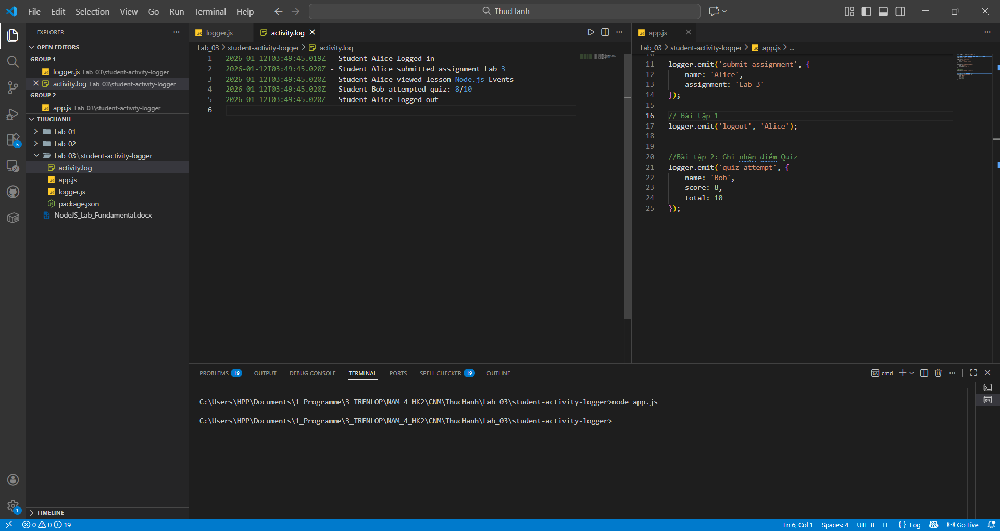 File Edit Selection View Go Run Terminal Help
ThucHanh
EXPLORER
OPEN EDITORS
GROUP 1
logger.js Lab_03\student-activity-logger
activity.log Lab_03\student-activity-logger
GROUP 2
app.js Lab_03\student-activity-logger
THUCHANH
Lab_01
Lab_02
Lab_03\student-activity-logger
activity.log
app.js
logger.js
package.json
NodeJS_Lab_Fundamental.docx
TIMELINE
5
1
logger.js
activity.log
Lab_03 > student-activity-logger > activity.log
1 2026-01-12T03:49:45.019Z - Student Alice logged in
2 2026-01-12T03:49:45.020Z - Student Alice submitted assignment Lab 3
3 2026-01-12T03:49:45.020Z - Student Alice viewed lesson Node.js Events
4 2026-01-12T03:49:45.020Z - Student Bob attempted quiz: 8/10
5 2026-01-12T03:49:45.020Z - Student Alice logged out
6
app.js
Lab_03 > student-activity-logger > app.js > ...
10
11 logger.emit('submit_assignment', {
12 name: 'Alice',
13 assignment: 'Lab 3'
14 });
15
16 // Bài tập 1
17 logger.emit('logout', 'Alice');
18
19
20 //Bài tập 2: Ghi nhận điểm Quiz
21 logger.emit('quiz_attempt', {
22 name: 'Bob',
23 score: 8,
24 total: 10
25 });
PROBLEMS 19 OUTPUT DEBUG CONSOLE TERMINAL PORTS SPELL CHECKER 19 OUTLINE
cmd
C:\Users\HPP\Documents\1_Programme\3_TRENLOP\NAM_4_HK2\CNM\ThucHanh\Lab_03\student-activity-logger>node app.js
C:\Users\HPP\Documents\1_Programme\3_TRENLOP\NAM_4_HK2\CNM\ThucHanh\Lab_03\student-activity-logger>
0 0 19
Ln 6, Col 1 Spaces: 4 UTF-8 LF { } Log Go Live